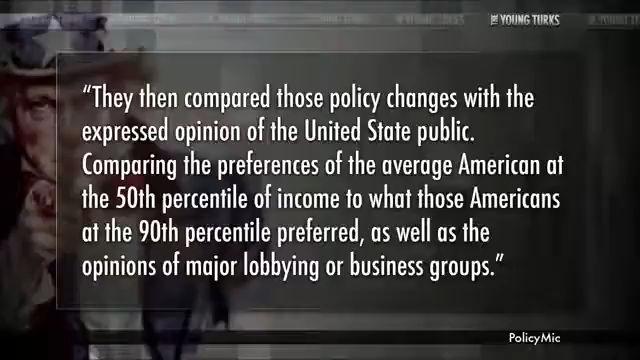 THE YOUNG TURKS
“They then compared those policy changes with the
expressed opinion of the United State public.
Comparing the preferences of the average American at
the 50th percentile of income to what those Americans
at the 90th percentile preferred, as well as the
opinions of major lobbying or business groups.”
PolicyMic